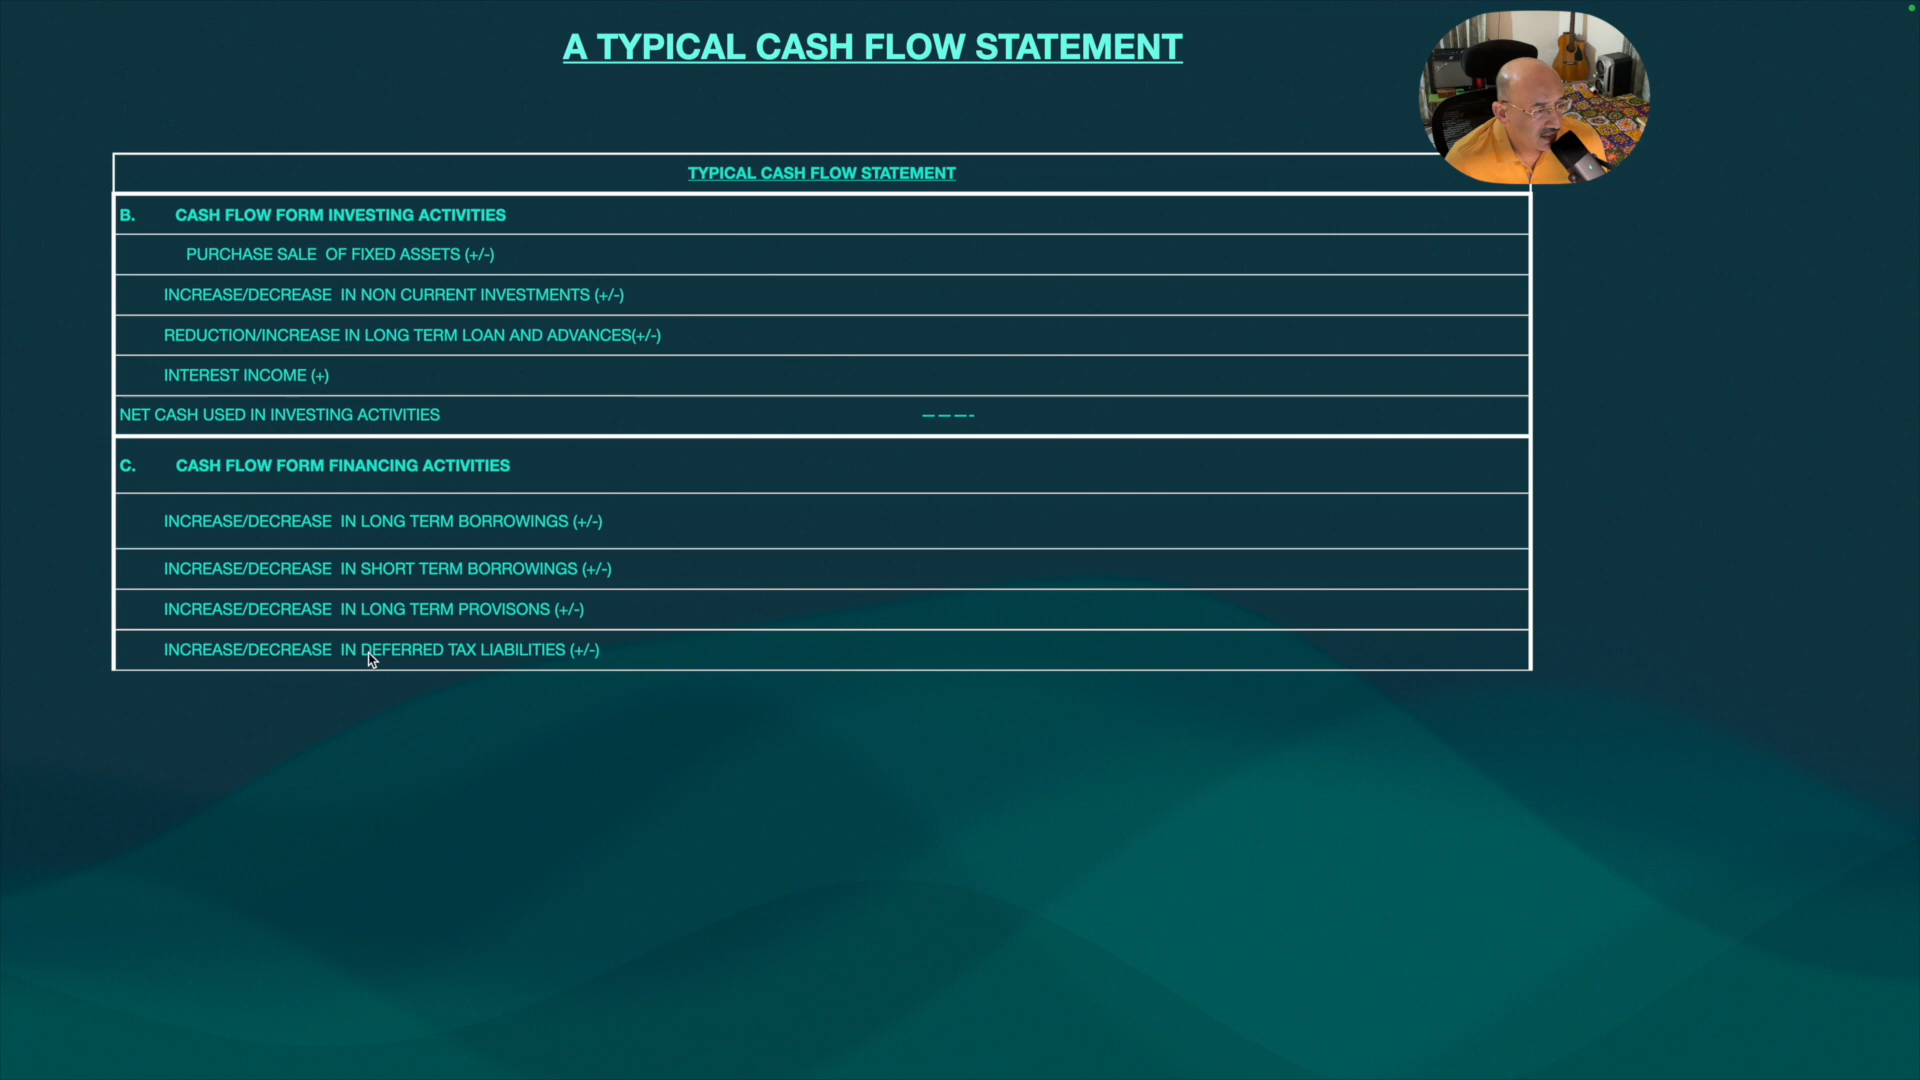 A TYPICAL CASH FLOW STATEMENT
TYPICAL CASH FLOW STATEMENT
B. CASH FLOW FORM INVESTING ACTIVITIES
PURCHASE SALE OF FIXED ASSETS (+/-)
INCREASE/DECREASE IN NON CURRENT INVESTMENTS (+/-)
REDUCTION/INCREASE IN LONG TERM LOAN AND ADVANCES(+/-)
INTEREST INCOME (+)
NET CASH USED IN INVESTING ACTIVITIES ———-
C. CASH FLOW FORM FINANCING ACTIVITIES
INCREASE/DECREASE IN LONG TERM BORROWINGS (+/-)
INCREASE/DECREASE IN SHORT TERM BORROWINGS (+/-)
INCREASE/DECREASE IN LONG TERM PROVISONS (+/-)
INCREASE/DECREASE IN DEFERRED TAX LIABILITIES (+/-)